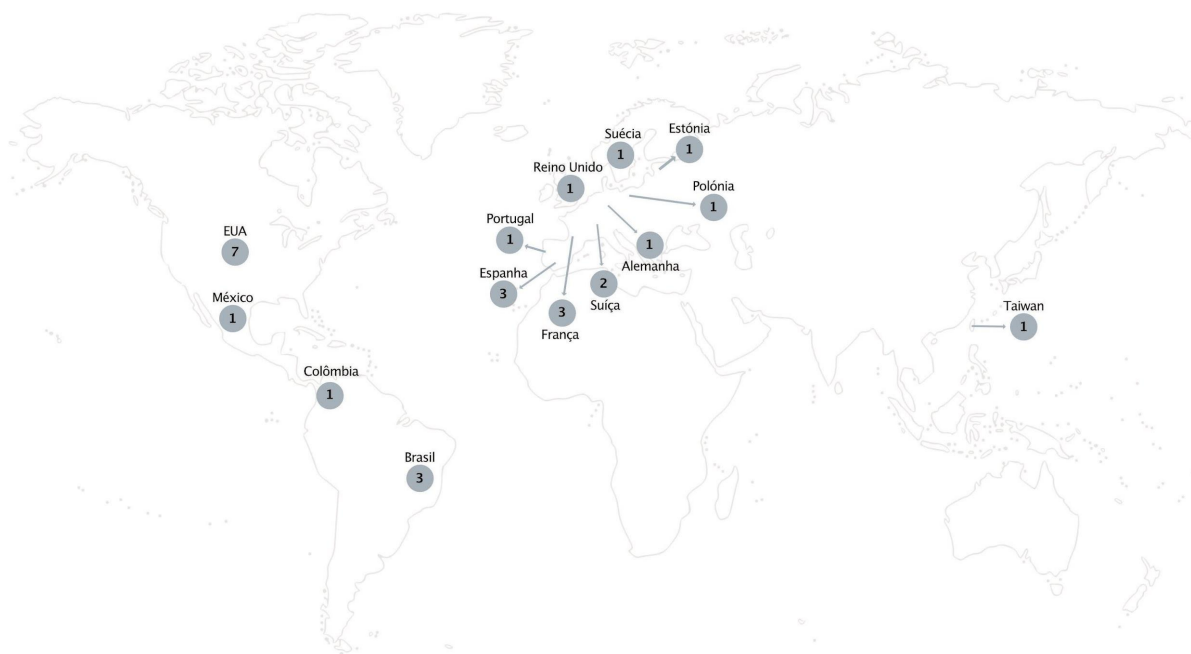 Suécia
1
Estónia
1
Reino Unido
1
Polónia
1
Portugal
1
EUA
7
1
Alemanha
Espanha
3
2
Suíça
México
1
3
França
Taiwan
1
Colômbia
1
Brasil
3